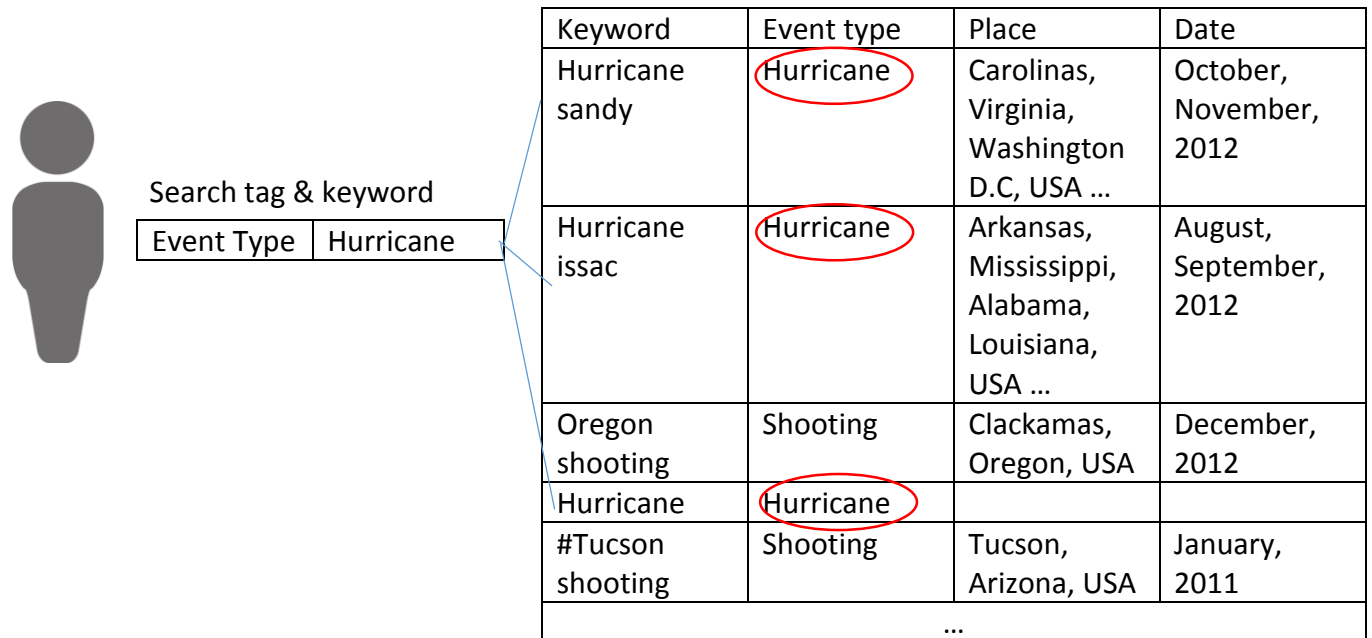 Search tag & keyword
Event Type Hurricane
Keyword Event type Place Date
Hurricane Hurricane Carolinas, October,
sandy Virginia, November,
Washington 2012
D.C, USA ...
Hurricane Hurricane Arkansas, August,
issac Mississippi, September,
Alabama, 2012
Louisiana,
USA ...
Oregon Shooting Clackamas, December,
shooting Oregon, USA 2012
Hurricane Hurricane
#Tucson Shooting Tucson, January,
shooting Arizona, USA 2011
...